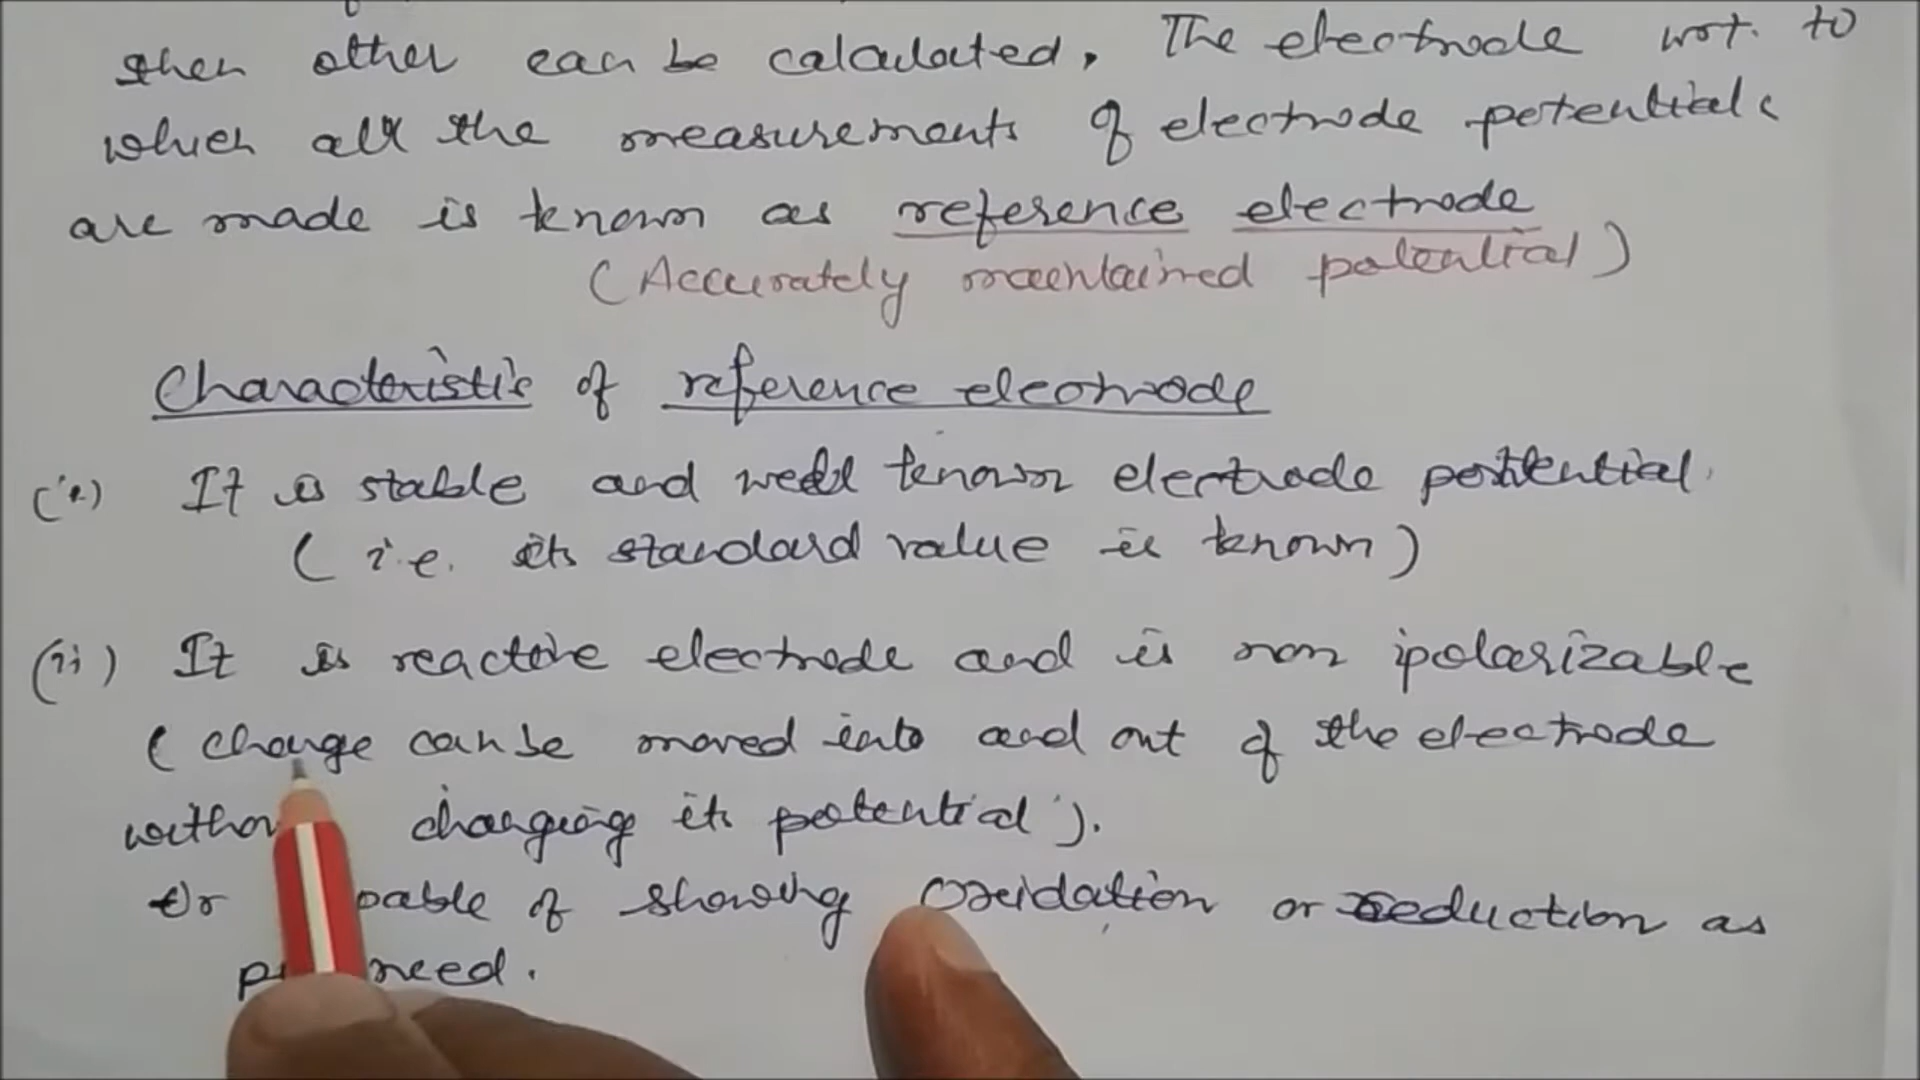 then other can be calculated. The electrode wrt. to
which all the measurements of electrode potentials
are made is known as reference electrode
(Accurately maintained potential)
Characteristic of reference electrode
(i) It is stable and well known electrode potential.
(i.e. its standard value is known)
(ii) It is reactive electrode and is non polarizable
(Charge can be moved into and out of the electrode
changing its potential).
Or of showing Oxidation or reduction as
need.